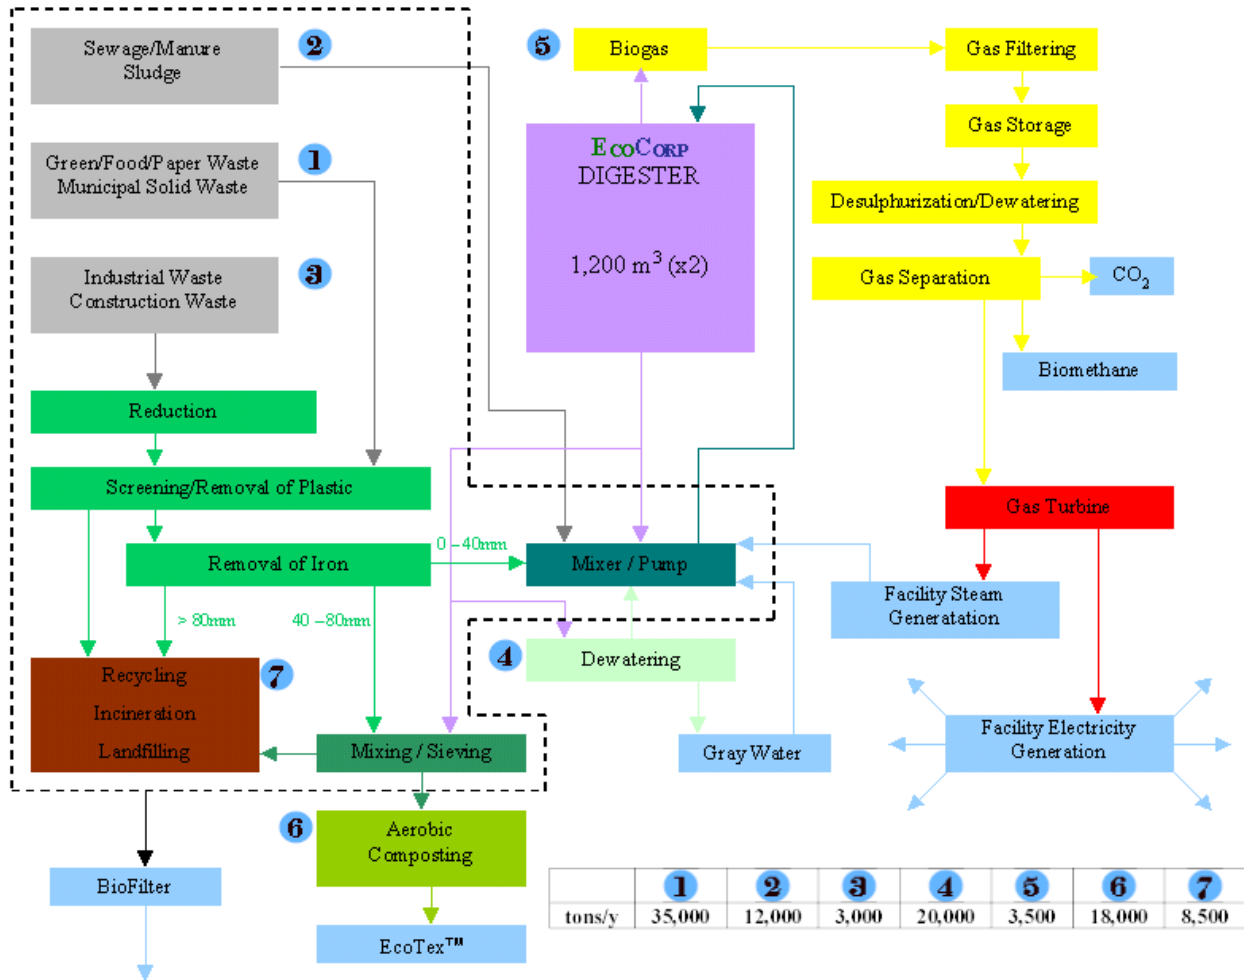 Sewage/Manure
Sludge
2
Green/Food/Paper Waste
Municipal Solid Waste
1
Industrial Waste
Construction Waste
3
Reduction
Screening/Removal of Plastic
Removal of Iron
0 – 40mm
> 80mm
40 – 80mm
Recycling
Incineration
Landfilling
7
Mixing / Sieving
BioFilter
6
Aerobic
Composting
EcoTex™
5
Biogas
ECOCORP
DIGESTER
1,200 m³ (x2)
Mixer / Pump
4
Dewatering
Gray Water
Gas Filtering
Gas Storage
Desulphurization/Dewatering
Gas Separation
CO₂
Biomethane
Gas Turbine
Facility Steam
Generatation
Facility Electricity
Generation
1 2 3 4 5 6 7
tons/y 35,000 12,000 3,000 20,000 3,500 18,000 8,500